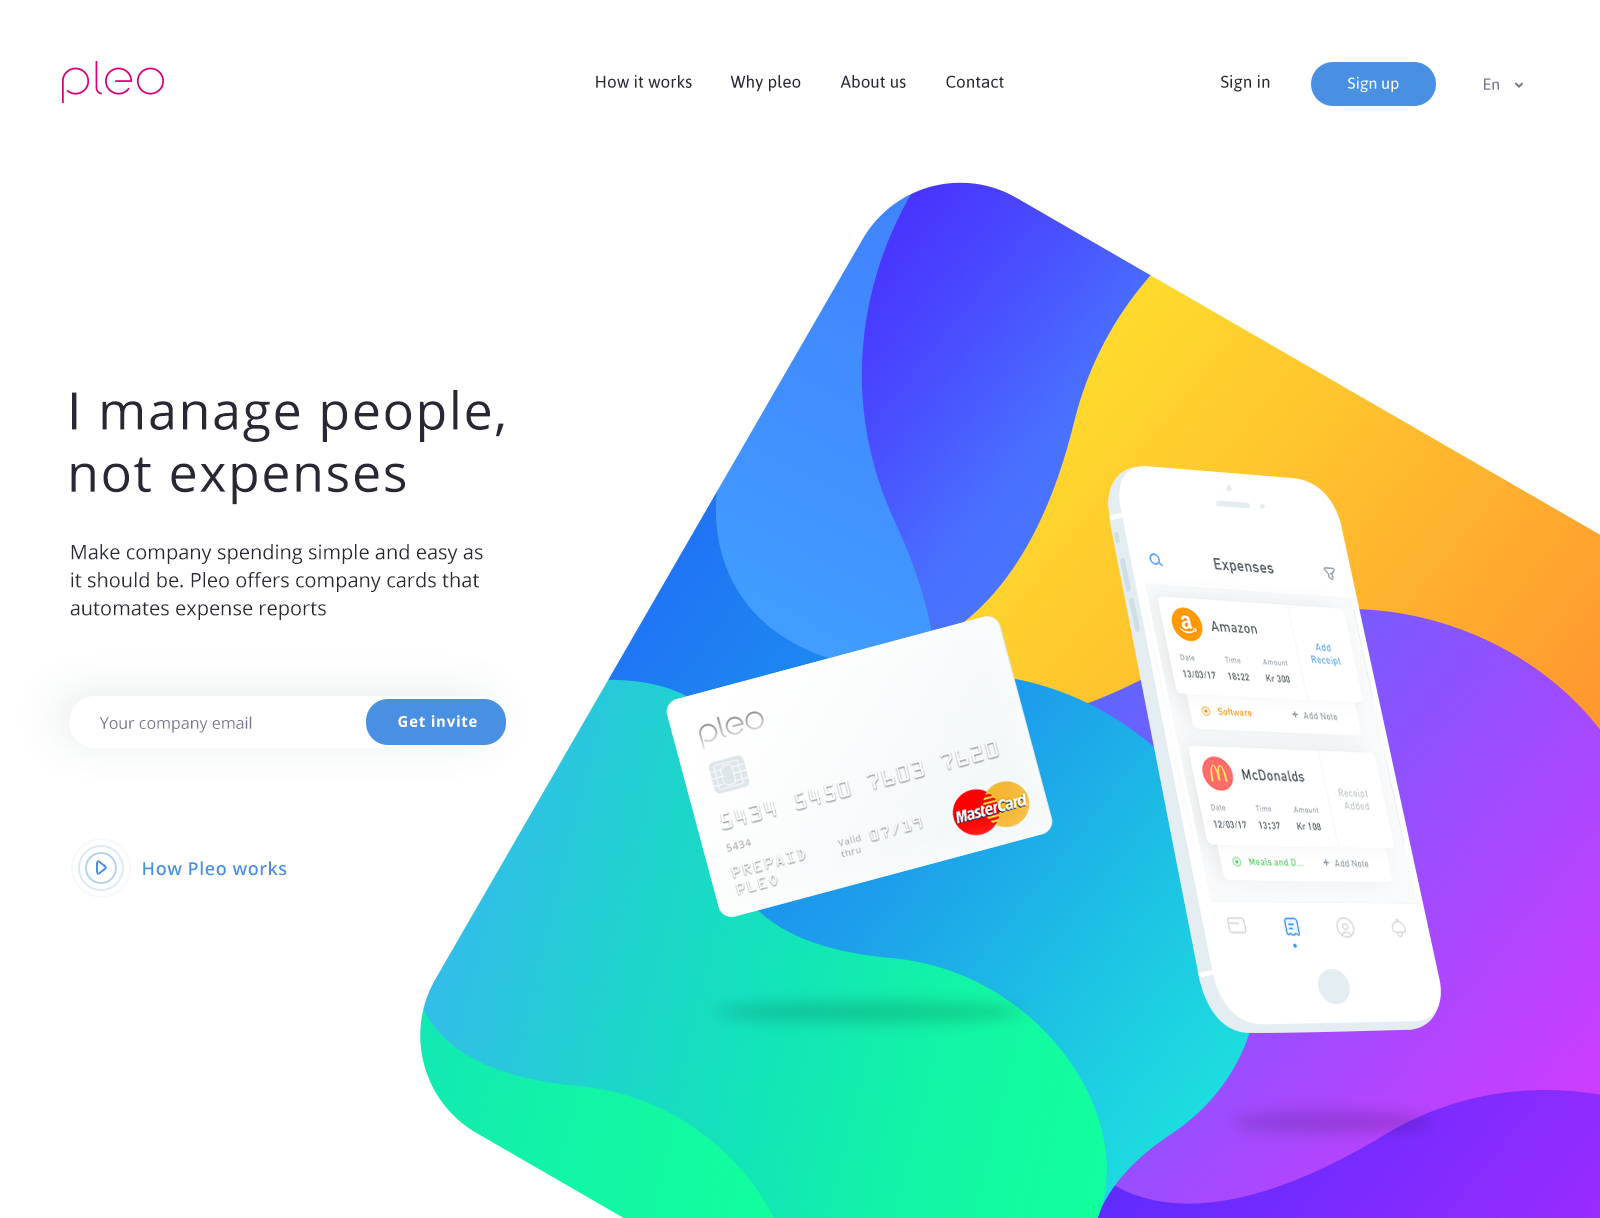 pleo
How it works
Why pleo
About us
Contact
Sign in
Sign up
En
I manage people,
not expenses
Make company spending simple and easy as
it should be. Pleo offers company cards that
automates expense reports
Your company email
Get invite
How Pleo works
pleo
5434 5450 7603 7620
5434
Valid
thru
07/19
PREPAID
PLEO
MasterCard
Expenses
a
Amazon
Date
Time
Amount
13/03/17
18:22
Kr 300
Add
Receipt
Software
+ Add Note
McDonalds
Date
Time
Amount
12/03/17
13:37
Kr 108
Receipt
Added
Meals and D...
+ Add Note